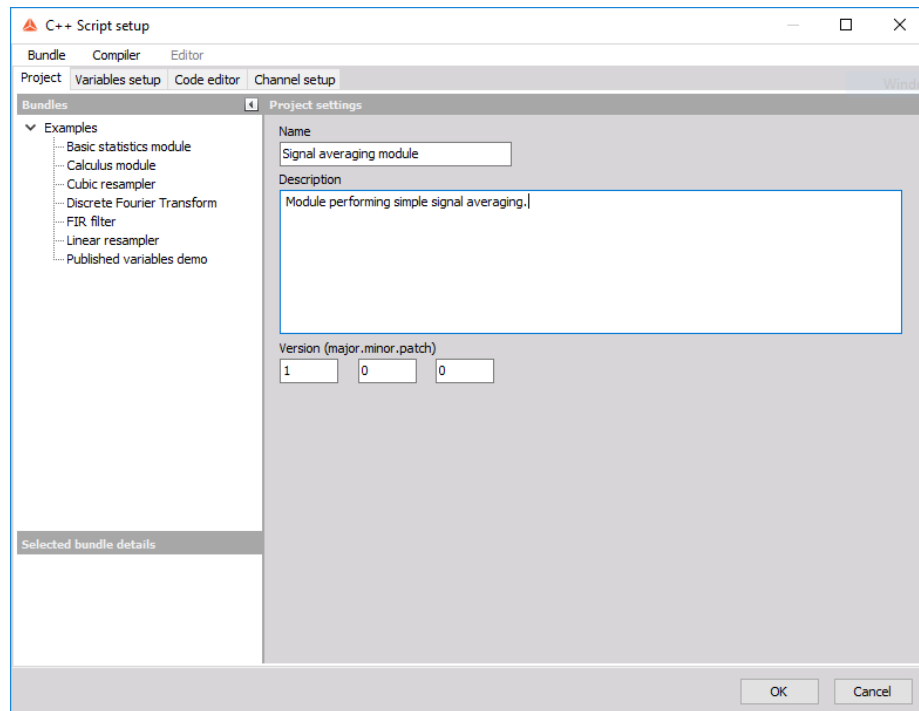 C++ Script setup
Bundle Compiler Editor
Project Variables setup Code editor Channel setup
Bundles
Project settings
Examples
Basic statistics module
Calculus module
Cubic resampler
Discrete Fourier Transform
FIR filter
Linear resampler
Published variables demo
Selected bundle details
Name
Signal averaging module
Description
Module performing simple signal averaging.
Version (major.minor.patch)
1 0 0
OK Cancel